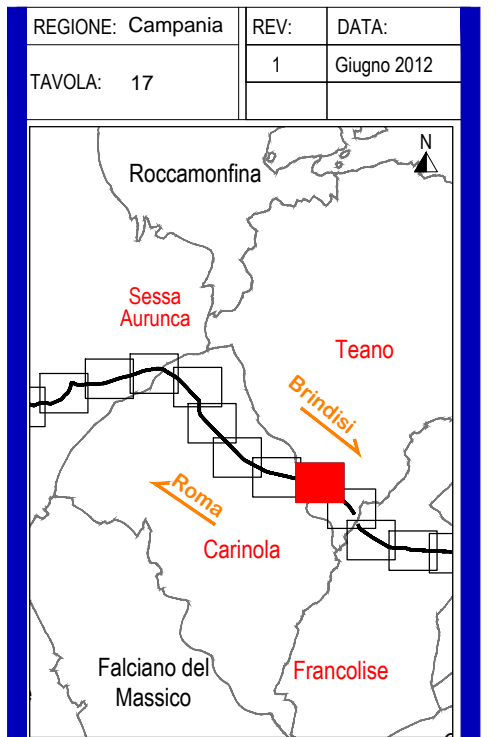 REGIONE: Campania
REV:
DATA:
TAVOLA: 17
1
Giugno 2012
N
Roccamonfina
Sessa
Aurunca
Teano
Brindisi
Roma
Carinola
Falciano del
Massico
Francolise